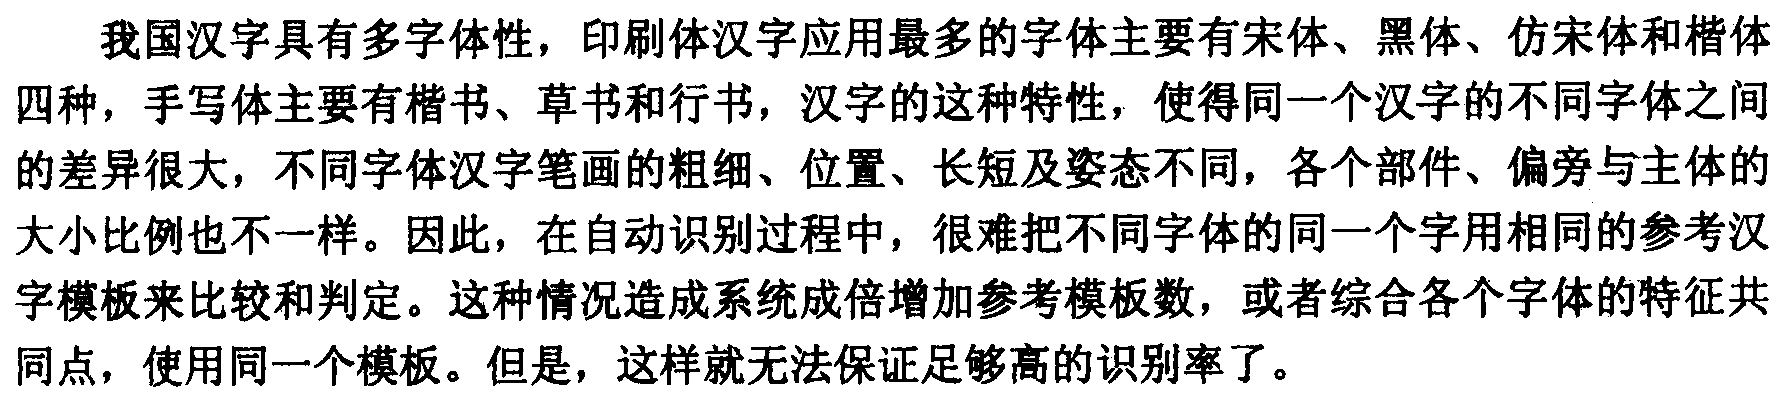 我国汉字具有多字体性，印刷体汉字应用最多的字体主要有宋体、黑体、仿宋体和楷体
四种，手写体主要有楷书、草书和行书，汉字的这种特性，使得同一个汉字的不同字体之间
的差异很大，不同字体汉字笔画的粗细、位置、长短及姿态不同，各个部件、偏旁与主体的
大小比例也不一样。因此，在自动识别过程中，很难把不同字体的同一个字用相同的参考汉
字模板来比较和判定。这种情况造成系统成倍增加参考模板数，或者综合各个字体的特征共
同点，使用同一个模板。但是，这样就无法保证足够高的识别率了。